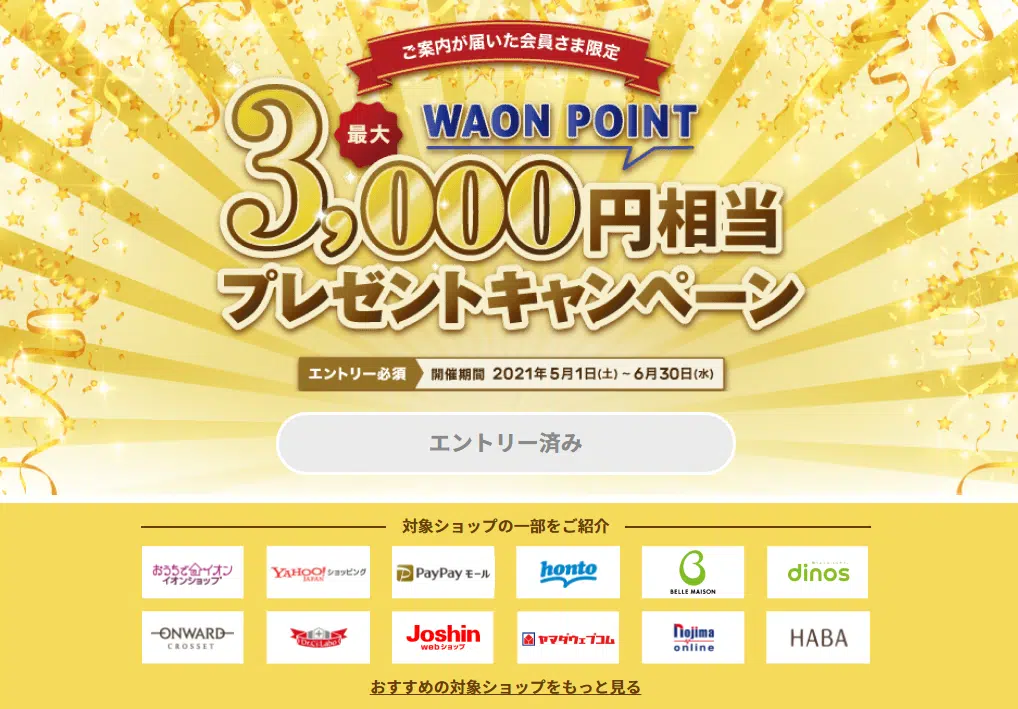 ご案内が届いた会員さま限定
最大
WAON POINT
3,000円相当
プレゼントキャンペーン
エントリー必須 開催期間 2021年5月1日(土)~6月30日(水)
エントリー済み
対象ショップの一部をご紹介
おうちでイオン イオンショップ
YAHOO! JAPAN ショッピング
PayPayモール
honto
BELLE MAISON
dinos
ONWARD CROSSET
Dr.Ci:Labo
Joshin webショップ
ヤマダウェブコム
nojima online
HABA
おすすめの対象ショップをもっと見る